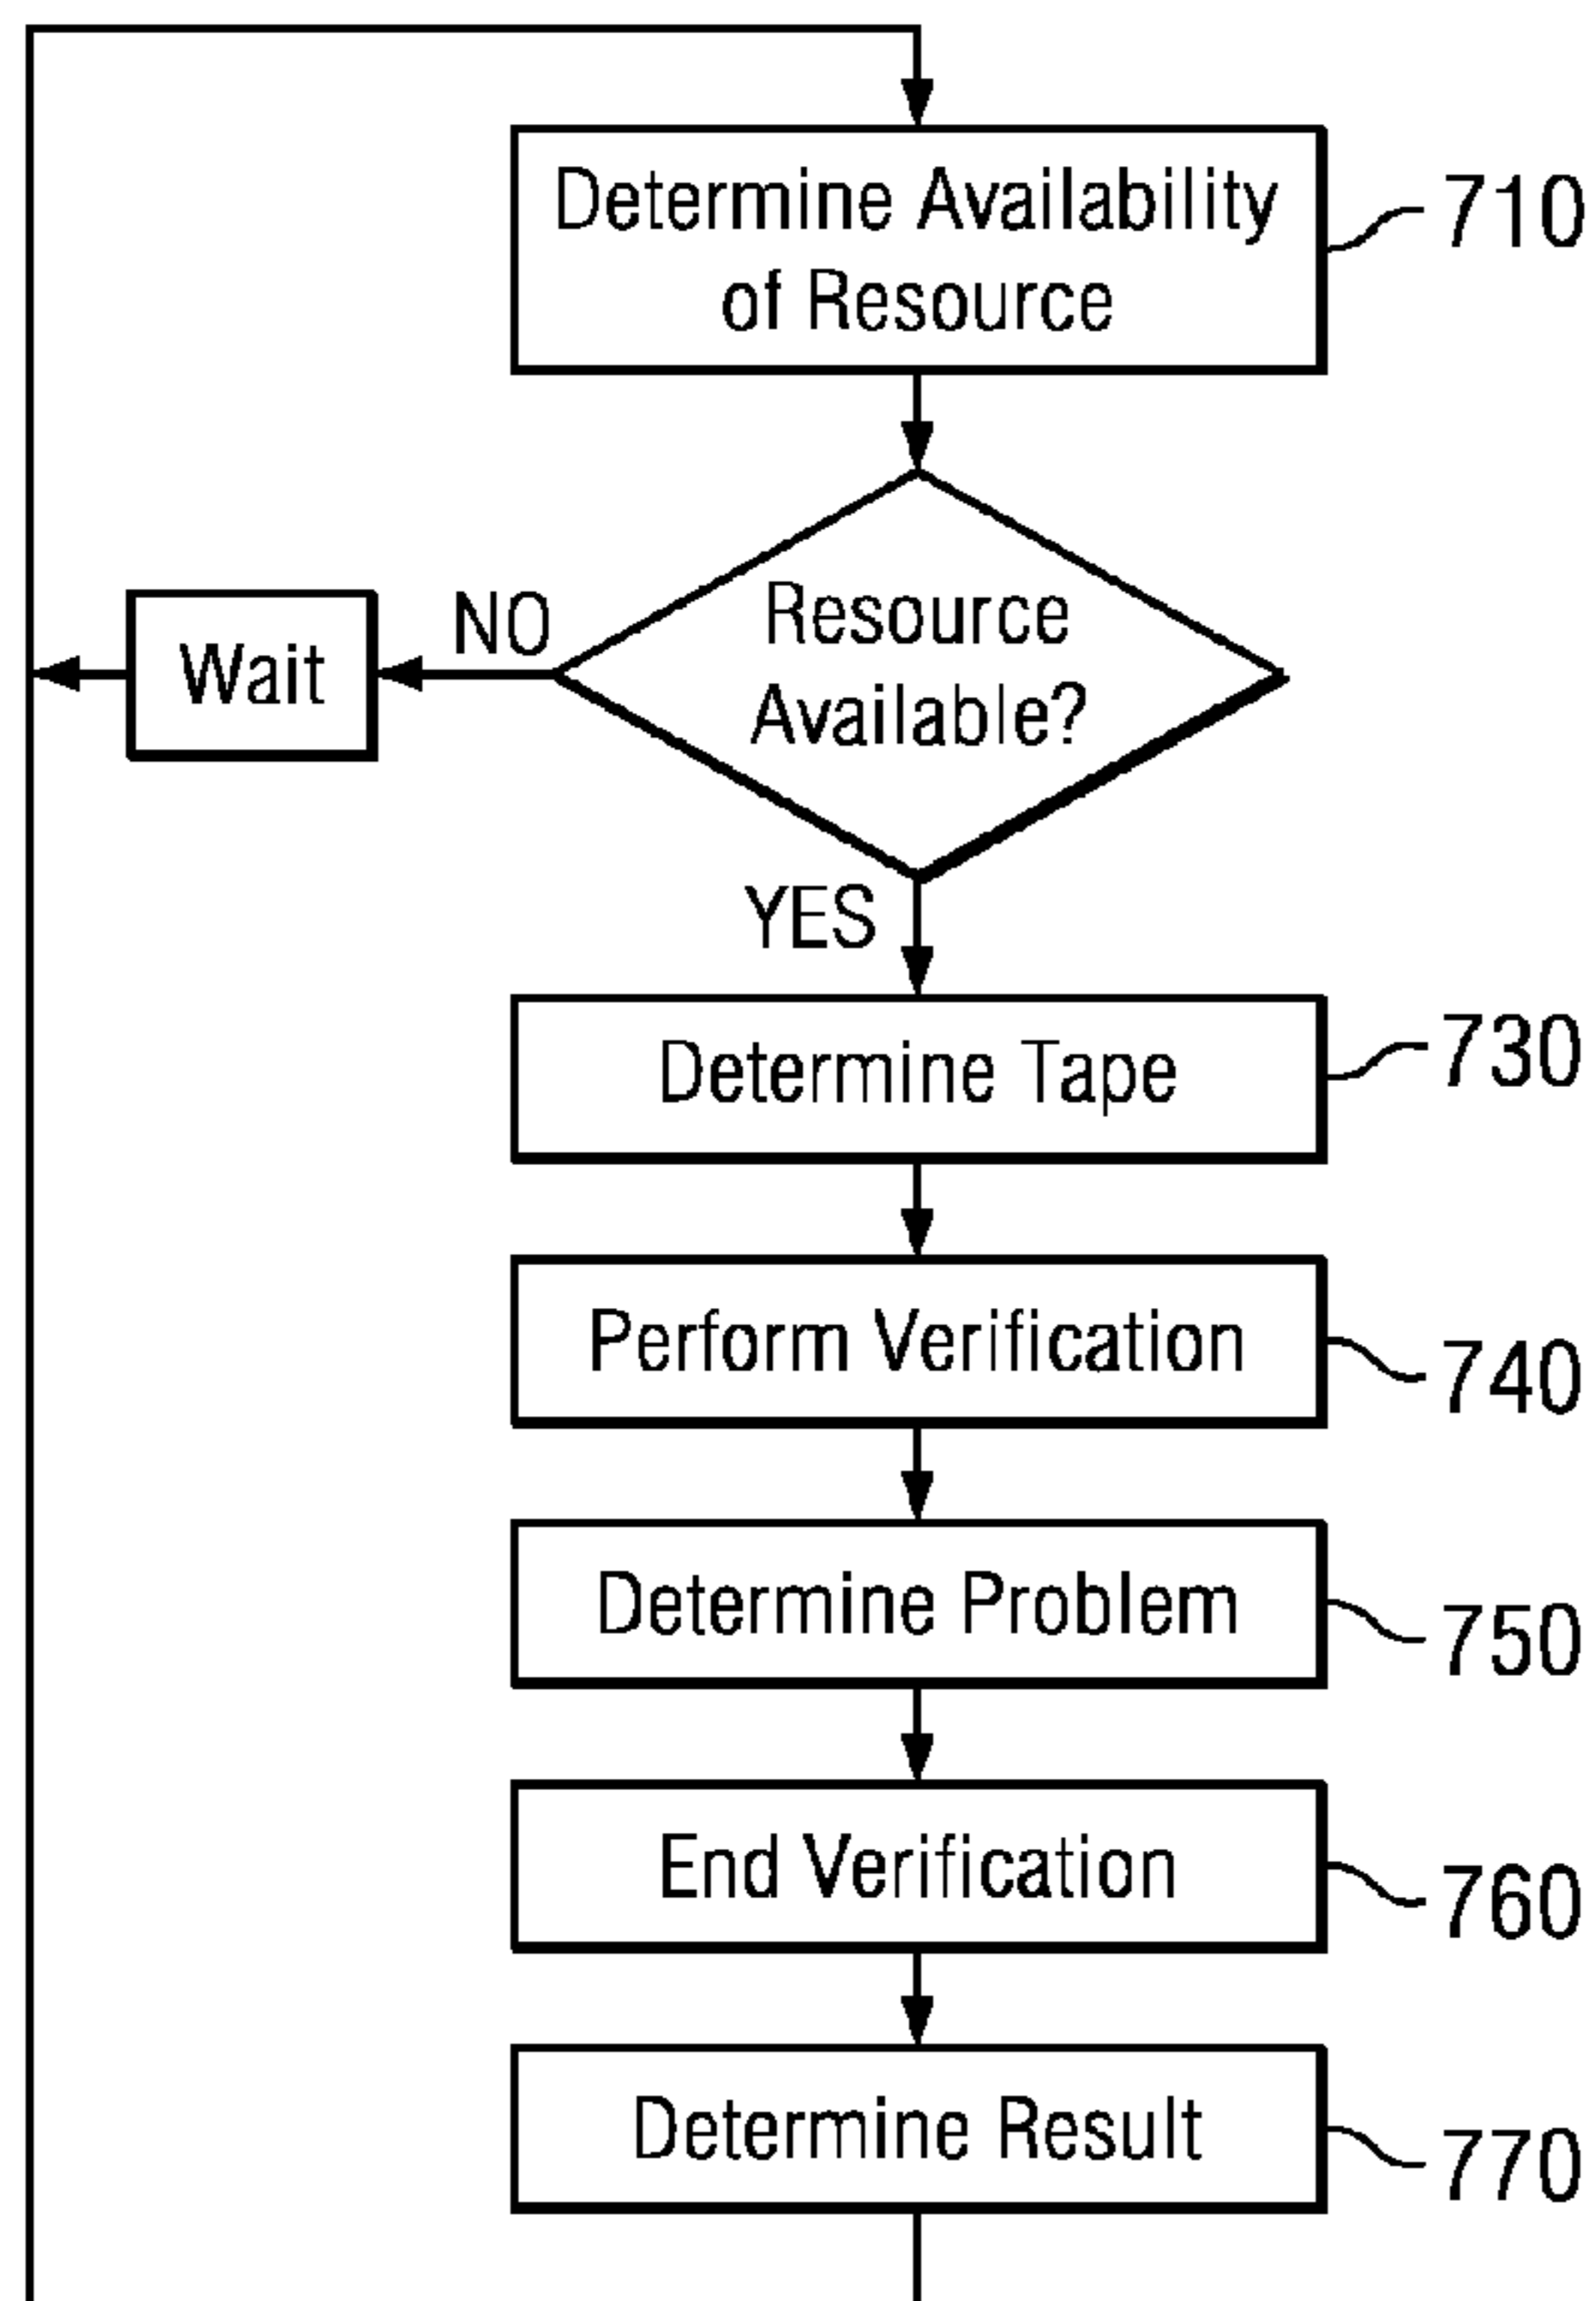 Determine Availability
of Resource
710
Resource
Available?
NO
Wait
YES
Determine Tape
730
Perform Verification
740
Determine Problem
750
End Verification
760
Determine Result
770